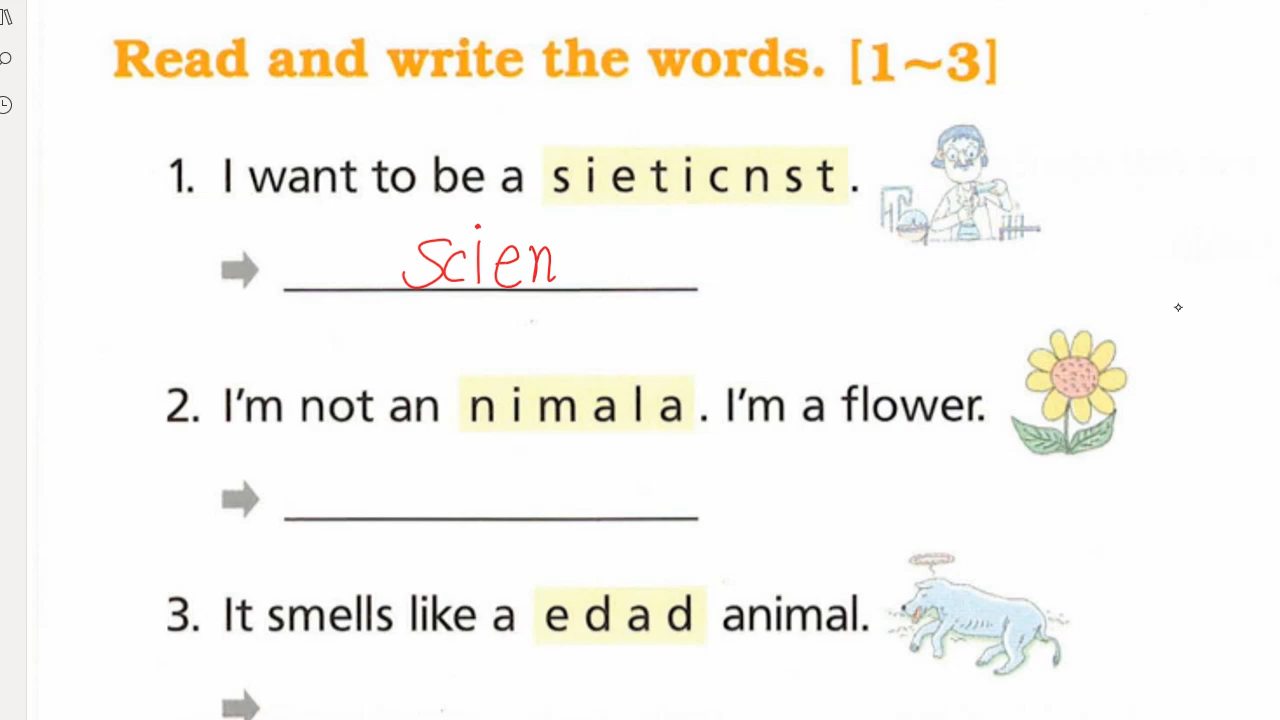 Read and write the words. [1~3]
1. I want to be a s i e t i c n s t .
scien
2. I'm not an n i m a l a . I'm a flower.
3. It smells like a e d a d animal.